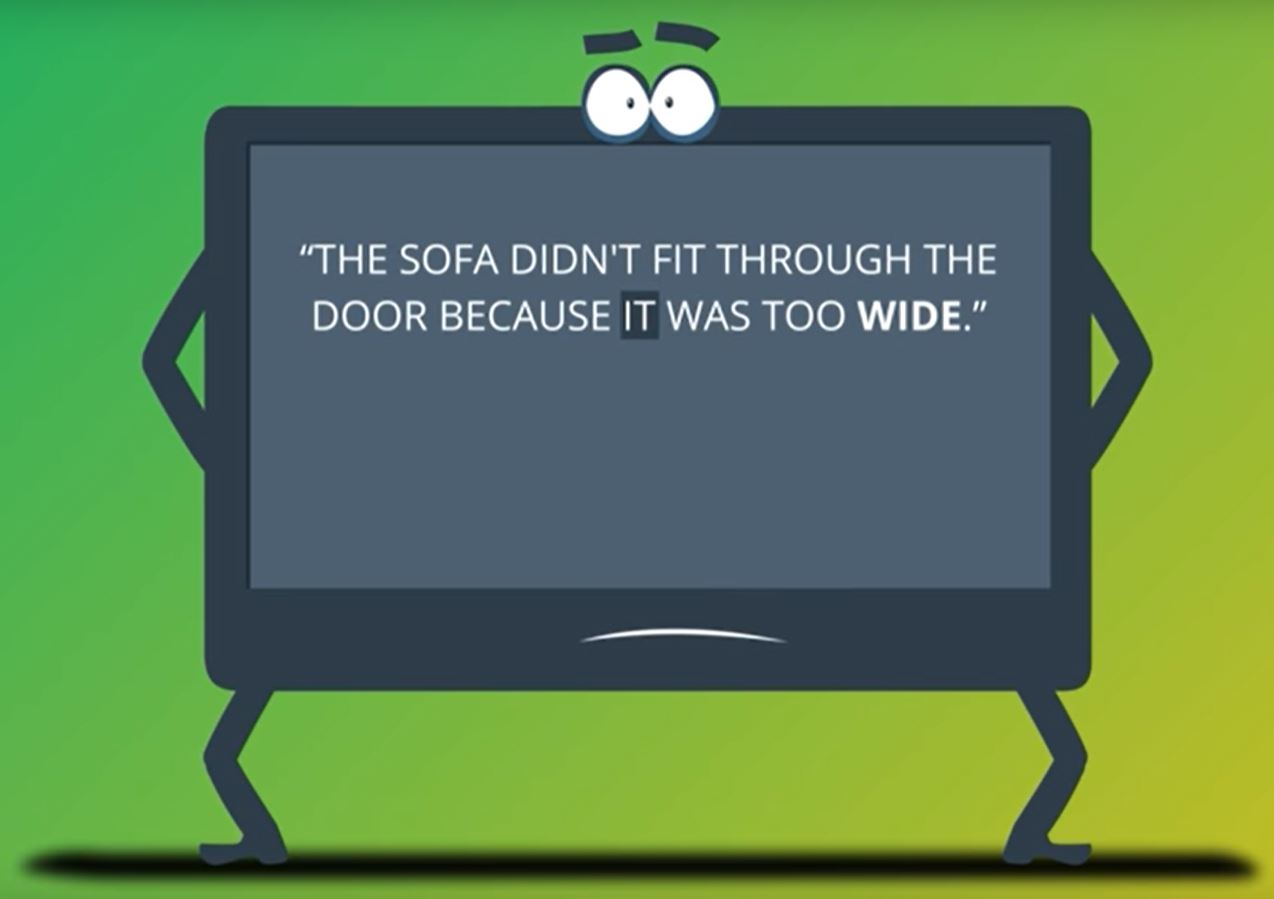 “THE SOFA DIDN'T FIT THROUGH THE
DOOR BECAUSE IT WAS TOO WIDE.”